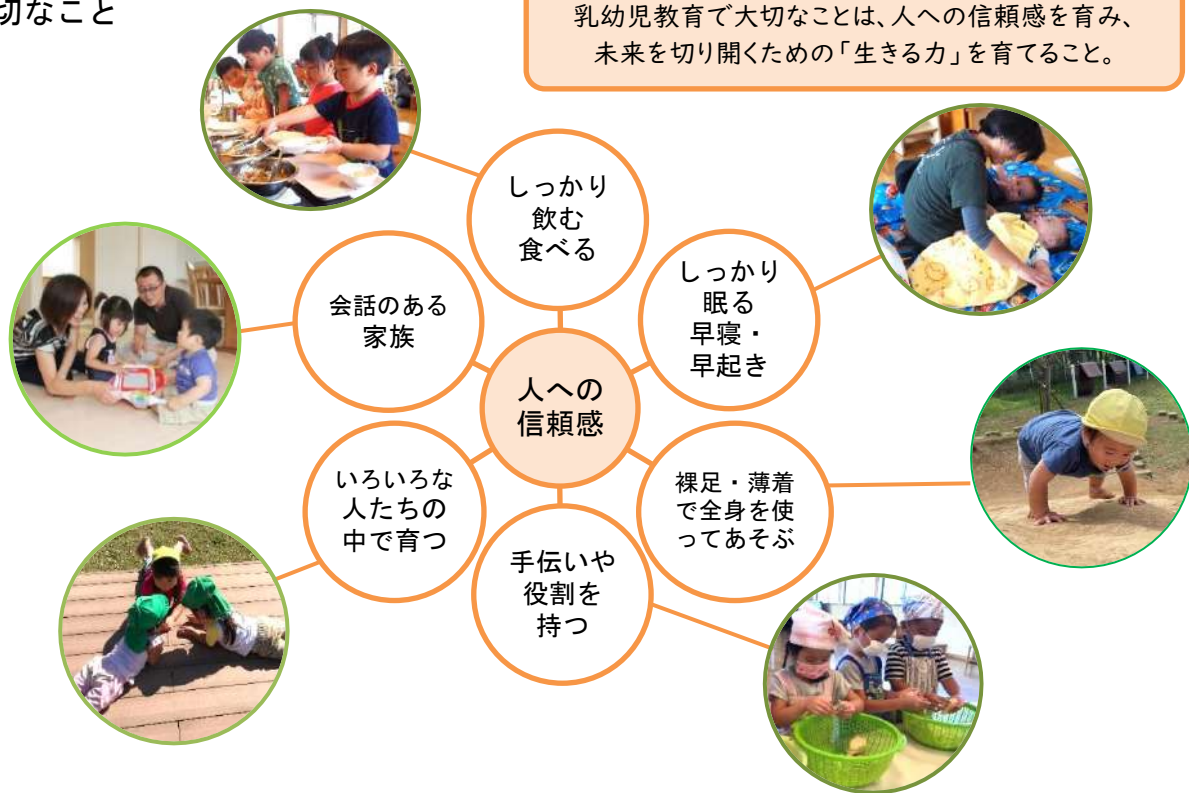 切なこと
乳幼児教育で大切なことは、人への信頼感を育み、
未来を切り開くための「生きる力」を育てること。
しっかり
飲む
食べる
しっかり
眠る
早寝・
早起き
会話のある
家族
人への
信頼感
いろいろな
人たちの
中で育つ
裸足・薄着
で全身を使
ってあそぶ
手伝いや
役割を
持つ